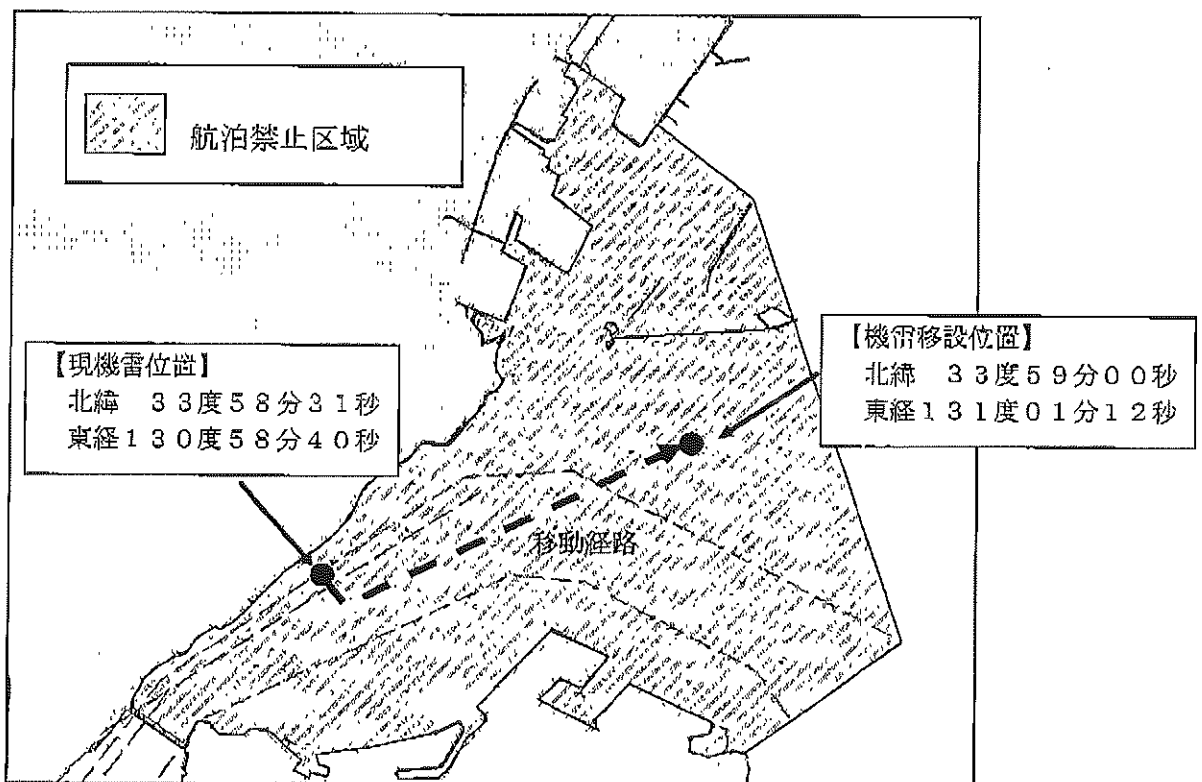 航泊禁止区域
【現機雷位置】
北緯 33度58分31秒
東経130度58分40秒
【機雷移設位置】
北緯 33度59分00秒
東経131度01分12秒
移動経路